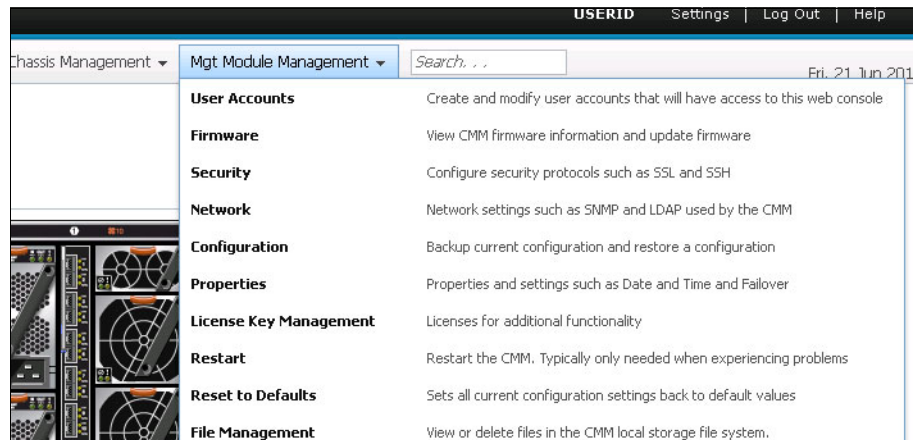 USERID Settings | Log Out | Help
Chassis Management Mgt Module Management Search. . .
Fri, 21 Jun 201
User Accounts Create and modify user accounts that will have access to this web console
Firmware View CMM firmware information and update firmware
Security Configure security protocols such as SSL and SSH
Network Network settings such as SNMP and LDAP used by the CMM
Configuration Backup current configuration and restore a configuration
Properties Properties and settings such as Date and Time and Failover
License Key Management Licenses for additional functionality
Restart Restart the CMM. Typically only needed when experiencing problems
Reset to Defaults Sets all current configuration settings back to default values
File Management View or delete files in the CMM local storage file system.